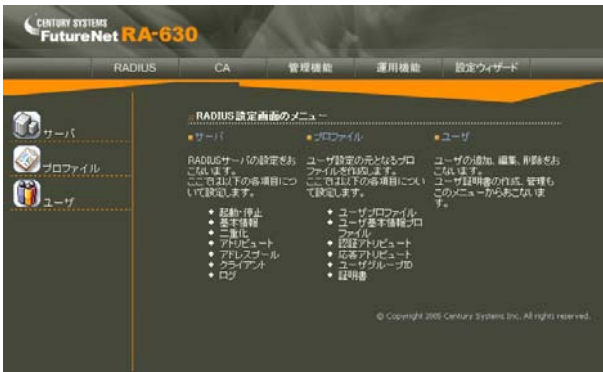 CENTURY SYSTEMS
FutureNet RA-630
RADIUS
CA
管理機能
運用機能
設定ウィザード
サーバ
プロファイル
ユーザ
RADIUS設定画面のメニュー
サーバ
RADIUSサーバの設定をお
こないます。
ここでは以下の各項目につ
いて設定します。
起動・停止
基本情報
二重化
アトリビュート
アドレスプール
クライアント
ログ
プロファイル
ユーザ設定の元となるプロ
ファイルを作成します。
ここでは以下の各項目につい
て設定します。
ユーザプロファイル
ユーザ基本情報プロ
ファイル
認証アトリビュート
応答アトリビュート
ユーザグループID
証明書
ユーザ
ユーザの追加、編集、削除をお
こないます。
ユーザ証明書の作成、管理も
このメニューからおこないま
す。
© Copyright 2005 Century Systems Inc. All rights reserved.